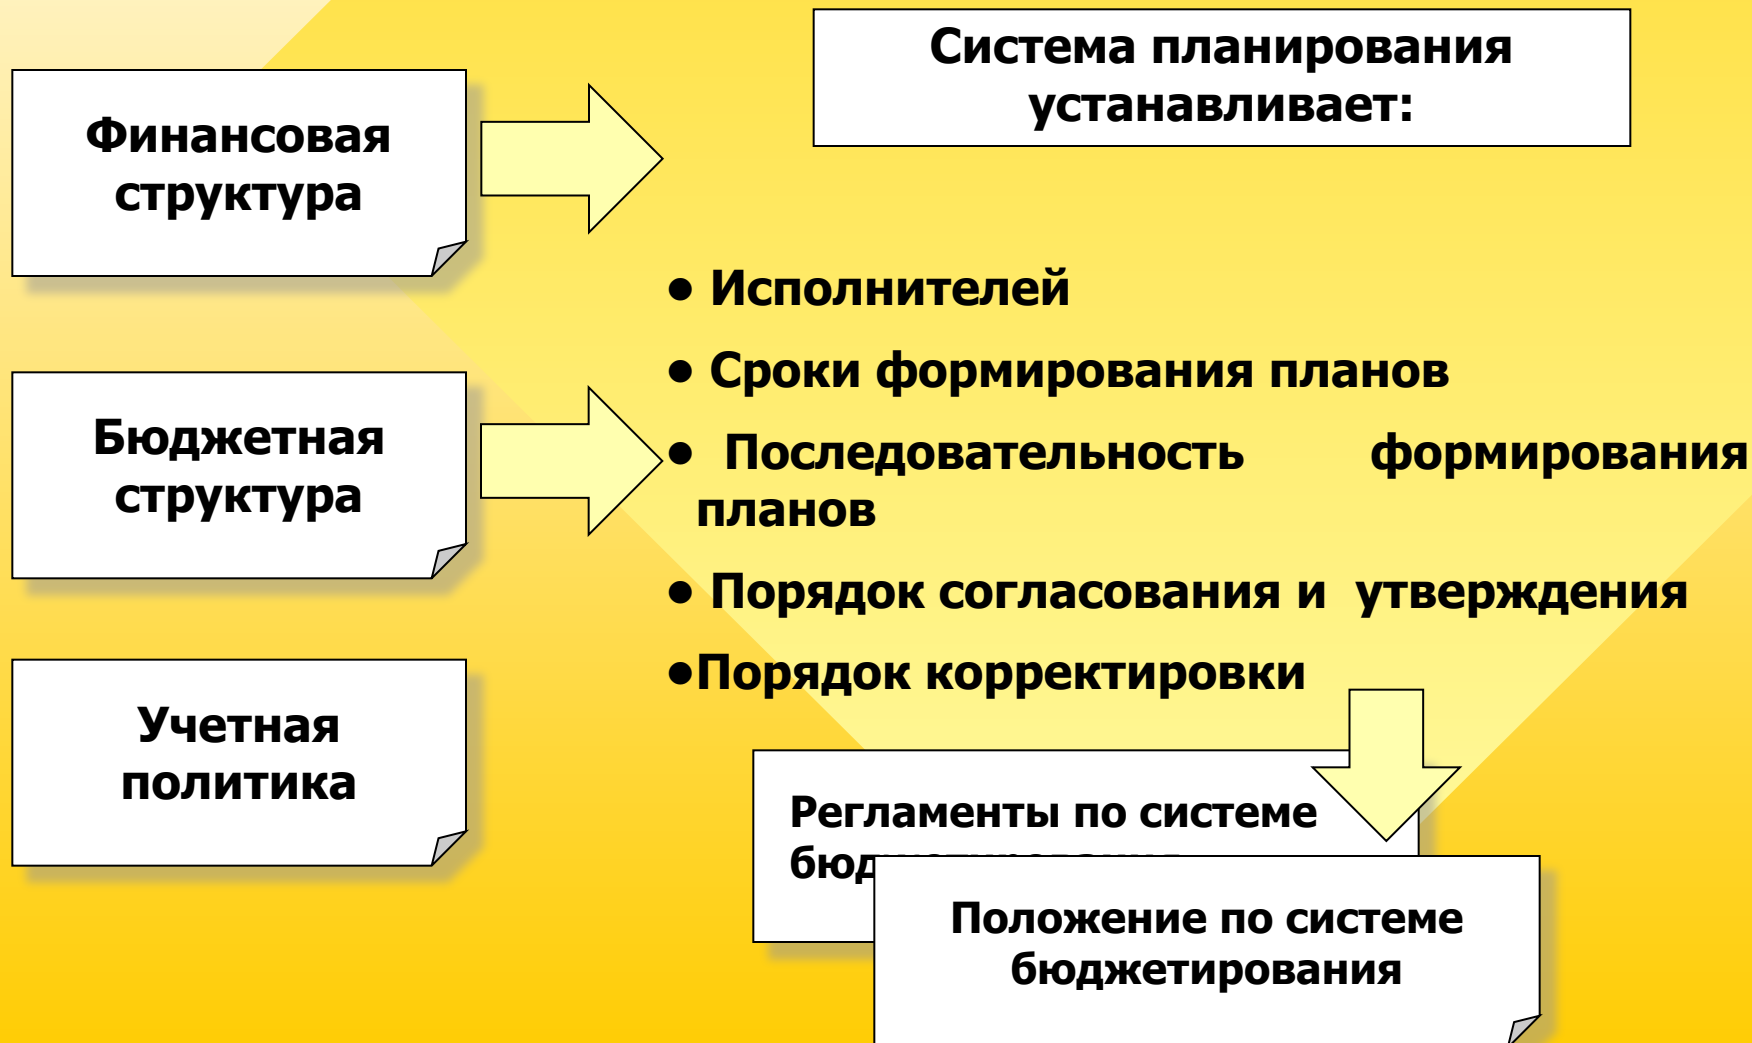 Система планирования
устанавливает:
Финансовая
структура
Бюджетная
структура
Учетная
политика
• Исполнителей
• Сроки формирования планов
• Последовательность формирования
планов
• Порядок согласования и утверждения
•Порядок корректировки
Регламенты по системе
Положение по системе
бюджетирования